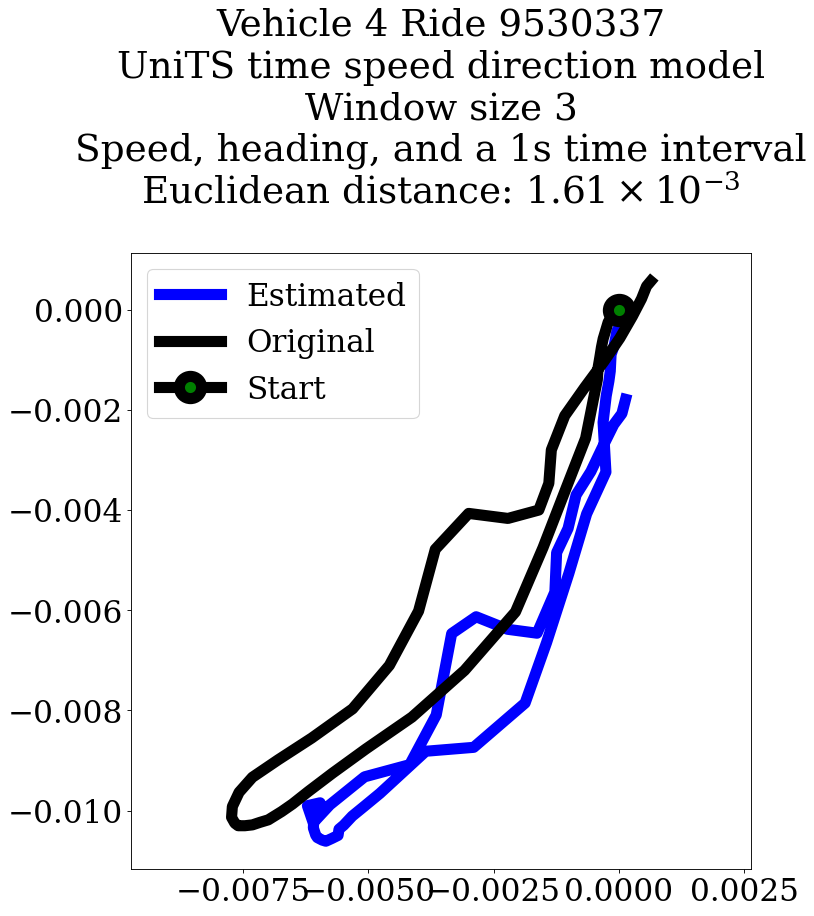 Vehicle 4 Ride 9530337
UniTS time speed direction model
Window size 3
Speed, heading, and a 1s time interval
Euclidean distance: 1.61 × 10⁻³
Estimated
Original
Start
0.000
−0.002
−0.004
−0.006
−0.008
−0.010
−0.0075 −0.0050 −0.0025 0.0000 0.0025